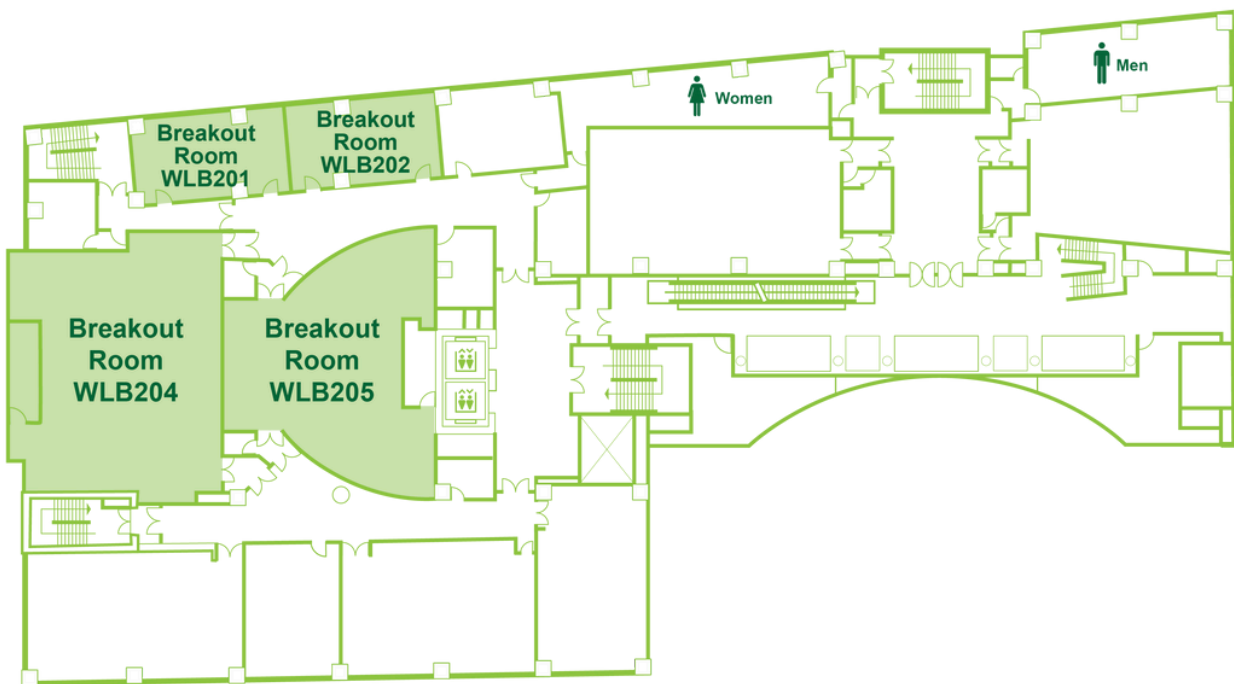 Men
Women
Breakout
Room
WLB201
Breakout
Room
WLB202
Breakout
Room
WLB204
Breakout
Room
WLB205